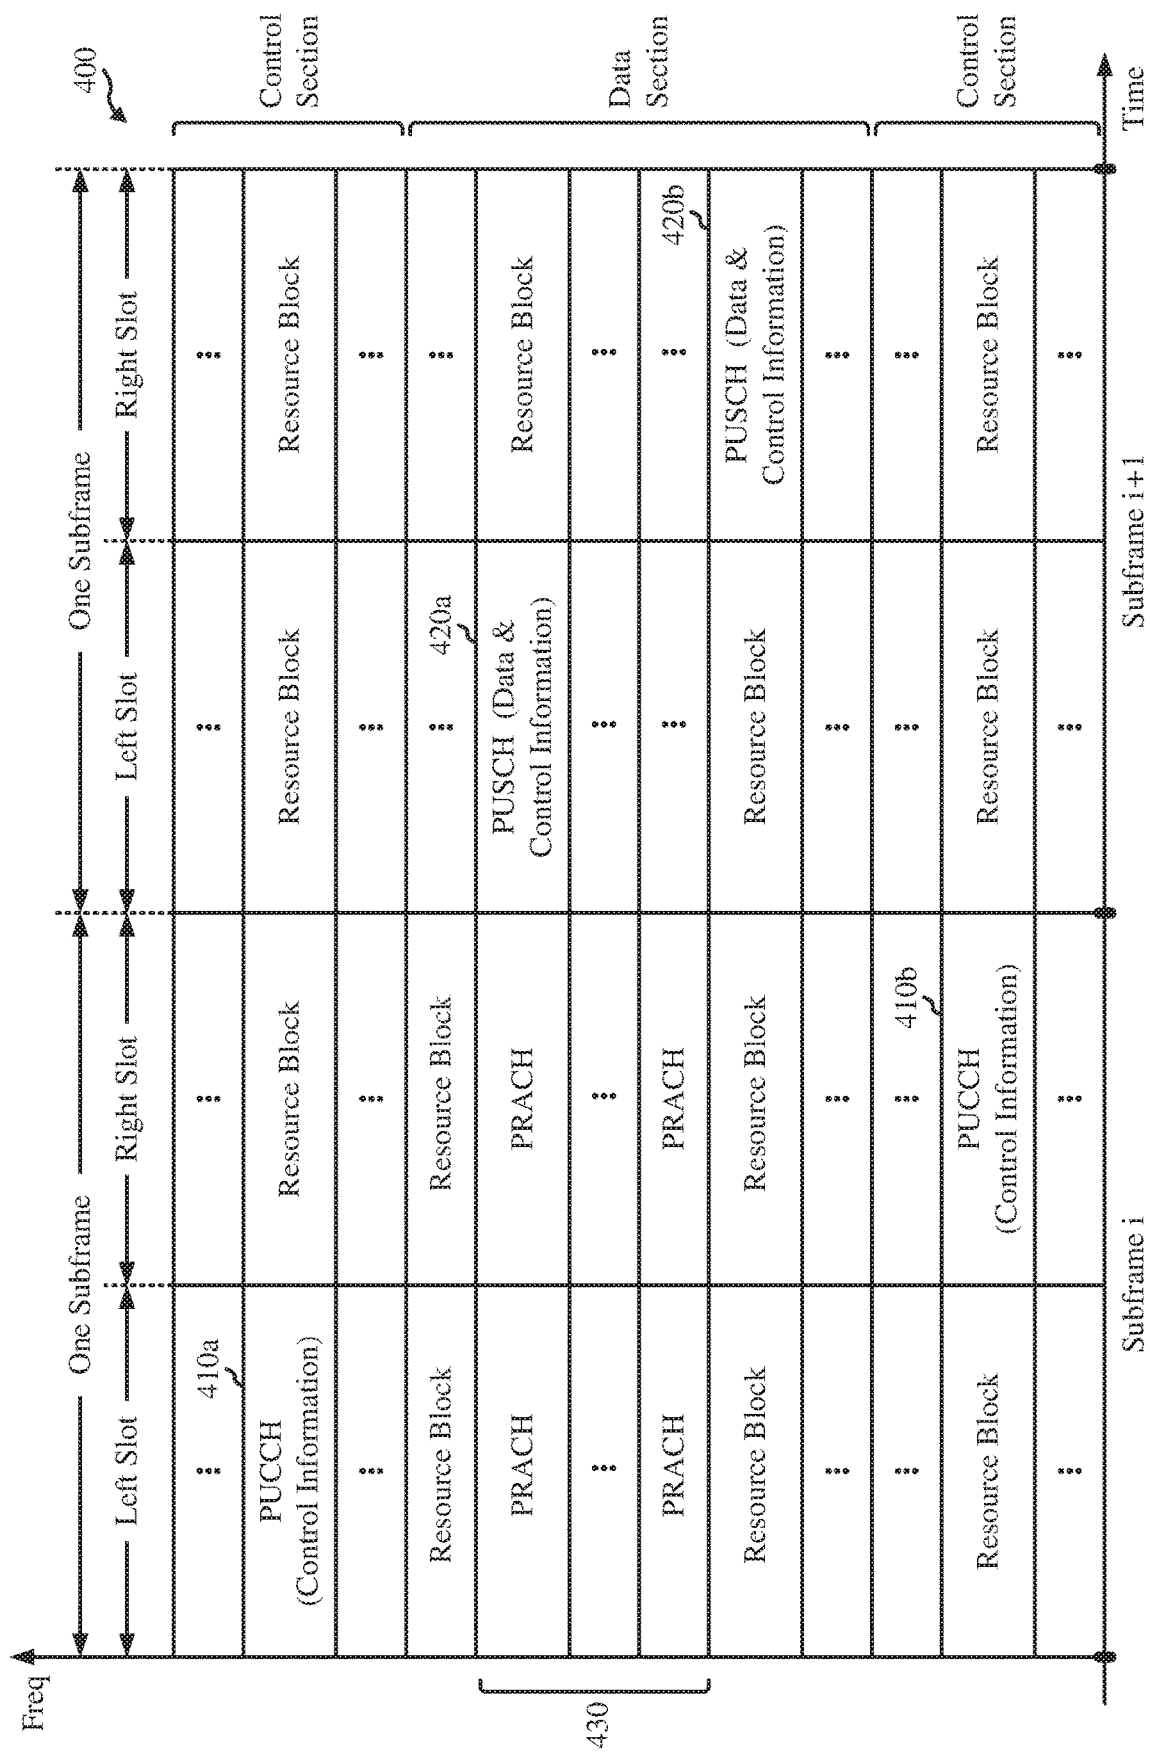 400
Freq
One Subframe
One Subframe
Left Slot
Right Slot
Left Slot
Right Slot
410a
PUCCH
(Control Information)
Resource Block
Resource Block
Resource Block
Control
Section
Resource Block
Resource Block
420a
430
PRACH
PRACH
PUSCH (Data &
Control Information)
Resource Block
PRACH
PRACH
420b
Data
Section
Resource Block
Resource Block
Resource Block
PUSCH (Data &
Control Information)
410b
Resource Block
PUCCH
(Control Information)
Resource Block
Resource Block
Control
Section
Subframe i
Subframe i+1
Time